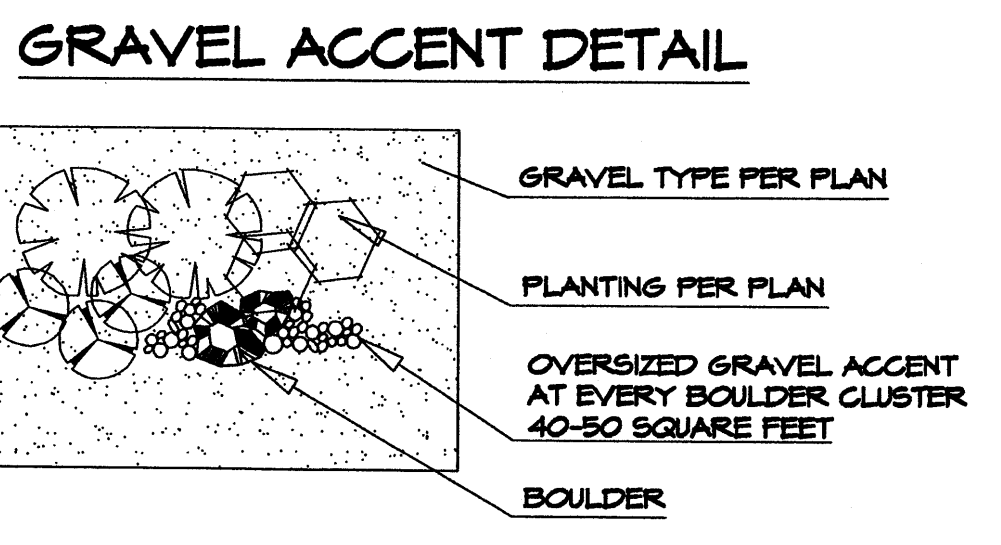 GRAVEL ACCENT DETAIL
GRAVEL TYPE PER PLAN
PLANTING PER PLAN
OVERSIZED GRAVEL ACCENT
AT EVERY BOULDER CLUSTER
40-50 SQUARE FEET
BOULDER